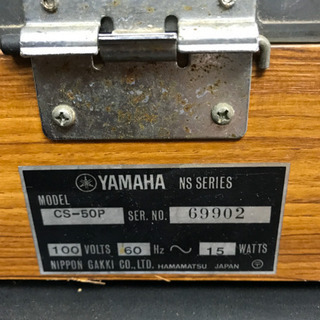 YAMAHA NS SERIES
MODEL
CS-50P SER. NO. 69902
100 VOLTS 60 Hz ~ 15 WATTS
NIPPON GAKKI CO., LTD. HAMAMATSU JAPAN